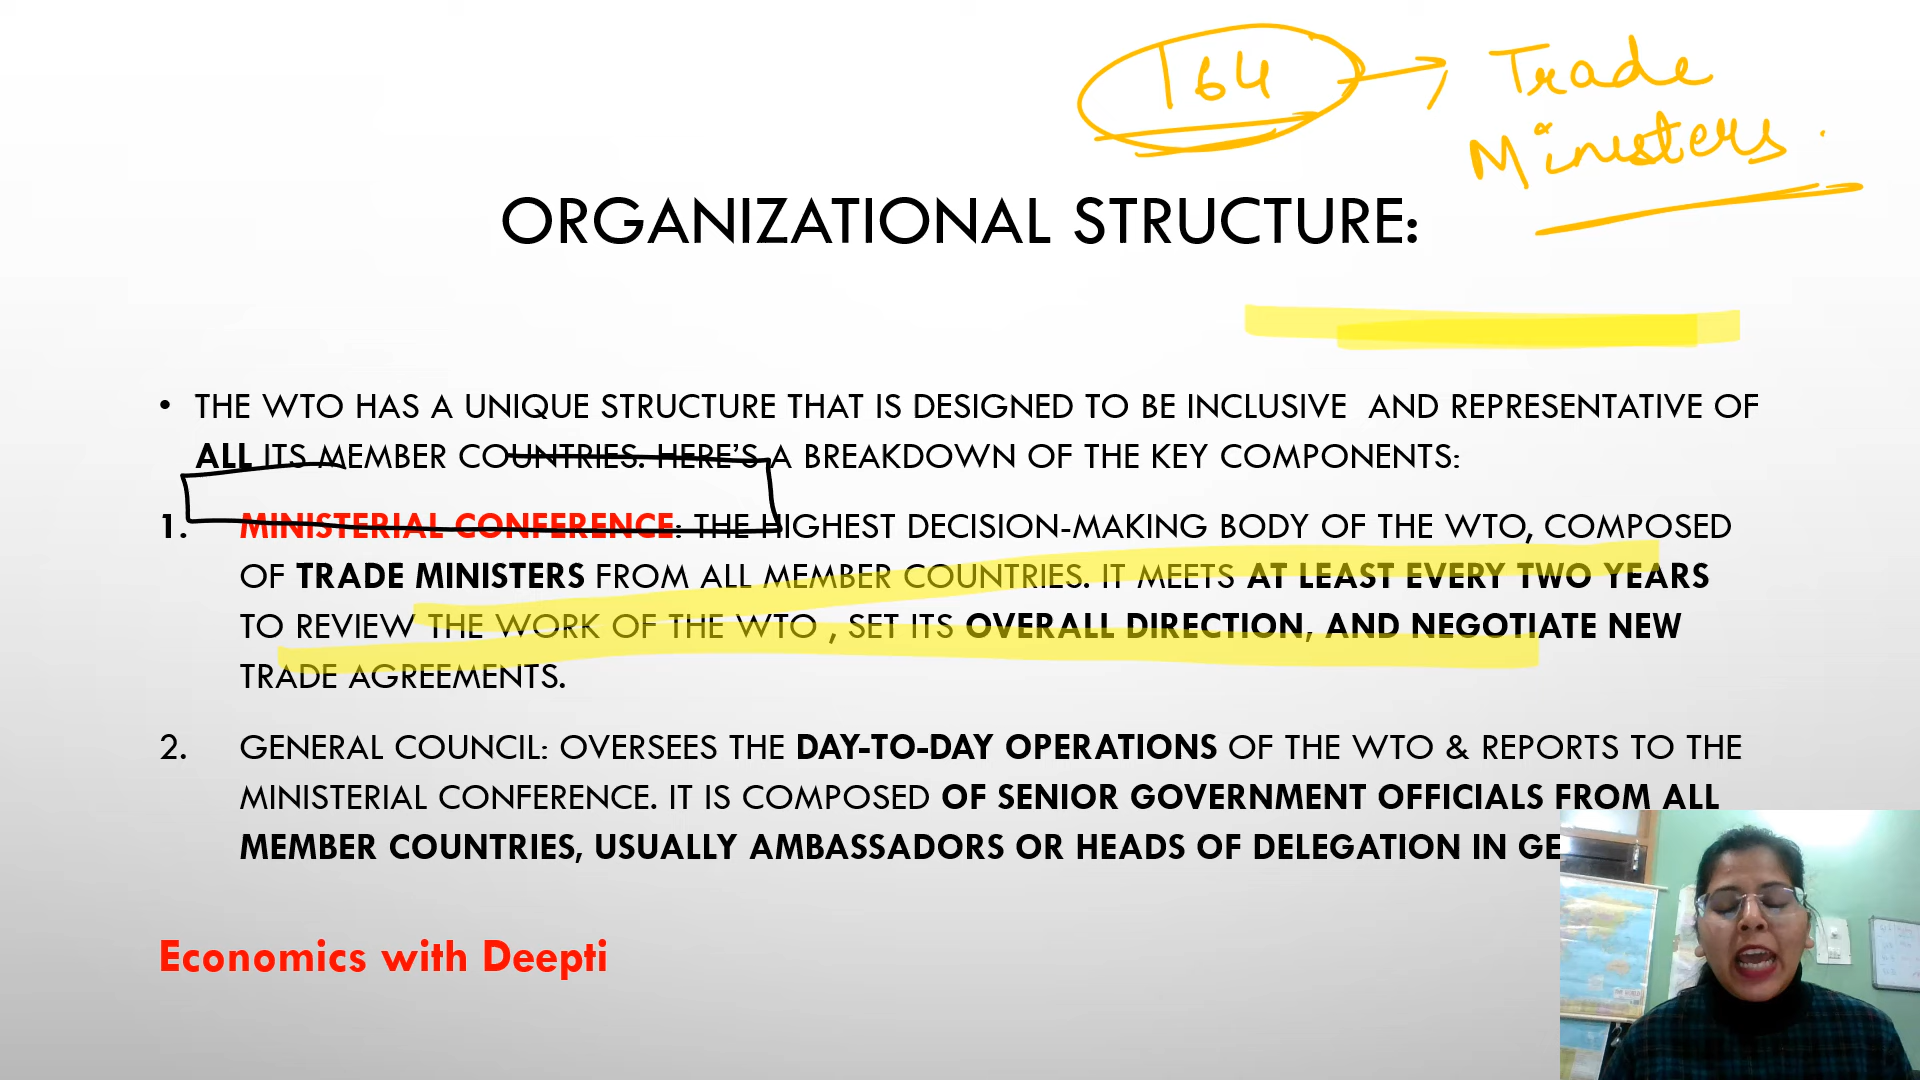 164 → Trade
Ministers.
ORGANIZATIONAL STRUCTURE:
• THE WTO HAS A UNIQUE STRUCTURE THAT IS DESIGNED TO BE INCLUSIVE AND REPRESENTATIVE OF
ALL ITS MEMBER COUNTRIES. HERE'S A BREAKDOWN OF THE KEY COMPONENTS:
1. MINISTERIAL CONFERENCE: THE HIGHEST DECISION-MAKING BODY OF THE WTO, COMPOSED
OF TRADE MINISTERS FROM ALL MEMBER COUNTRIES. IT MEETS AT LEAST EVERY TWO YEARS
TO REVIEW THE WORK OF THE WTO , SET ITS OVERALL DIRECTION, AND NEGOTIATE NEW
TRADE AGREEMENTS.
2. GENERAL COUNCIL: OVERSEES THE DAY-TO-DAY OPERATIONS OF THE WTO & REPORTS TO THE
MINISTERIAL CONFERENCE. IT IS COMPOSED OF SENIOR GOVERNMENT OFFICIALS FROM ALL
MEMBER COUNTRIES, USUALLY AMBASSADORS OR HEADS OF DELEGATION IN GE
Economics with Deepti